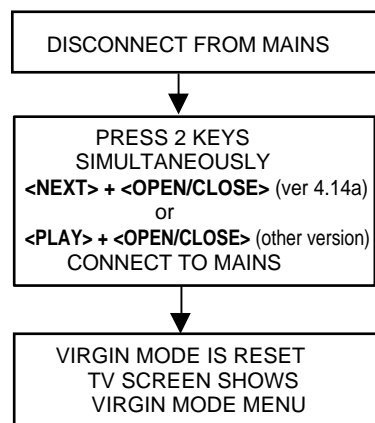 DISCONNECT FROM MAINS
PRESS 2 KEYS
SIMULTANEOUSLY
<NEXT> + <OPEN/CLOSE> (ver 4.14a)
or
<PLAY> + <OPEN/CLOSE> (other version)
CONNECT TO MAINS
VIRGIN MODE IS RESET
TV SCREEN SHOWS
VIRGIN MODE MENU